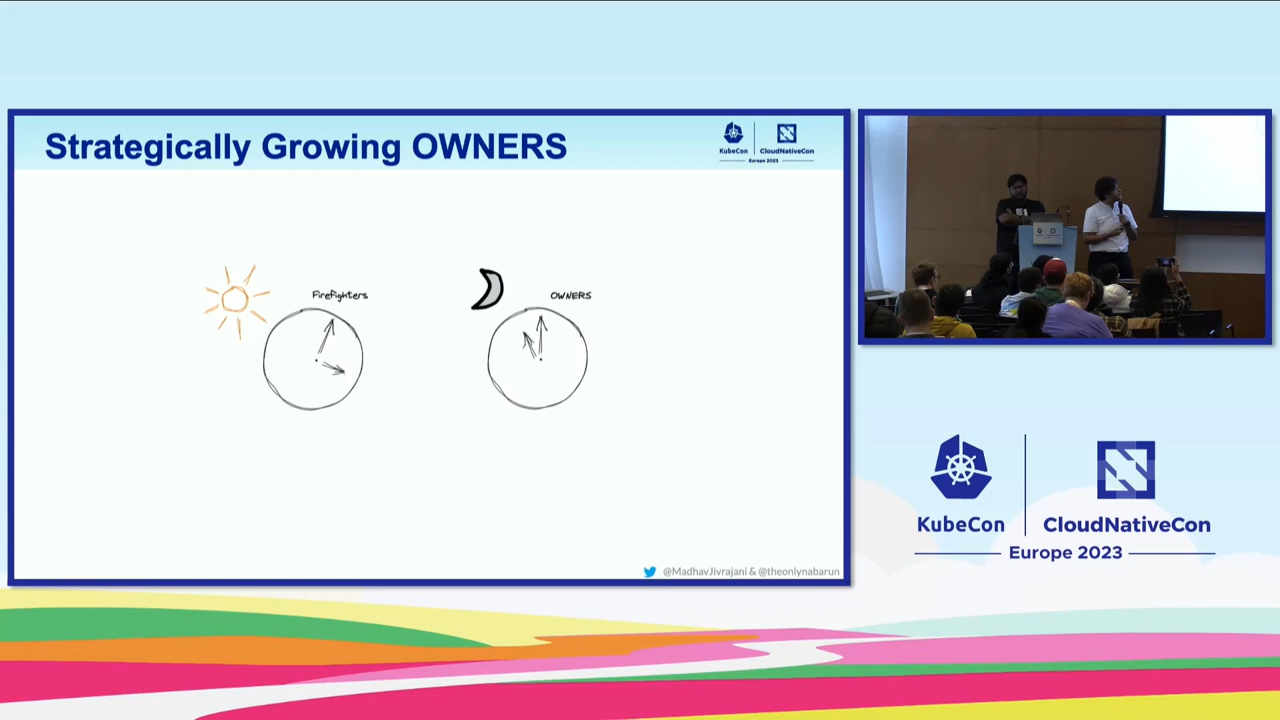 Strategically Growing OWNERS
KubeCon
CloudNativeCon
Europe 2023
Firefighters
OWNERS
@MadhavJivrajani & @theonlynabarun
KubeCon
CloudNativeCon
Europe 2023